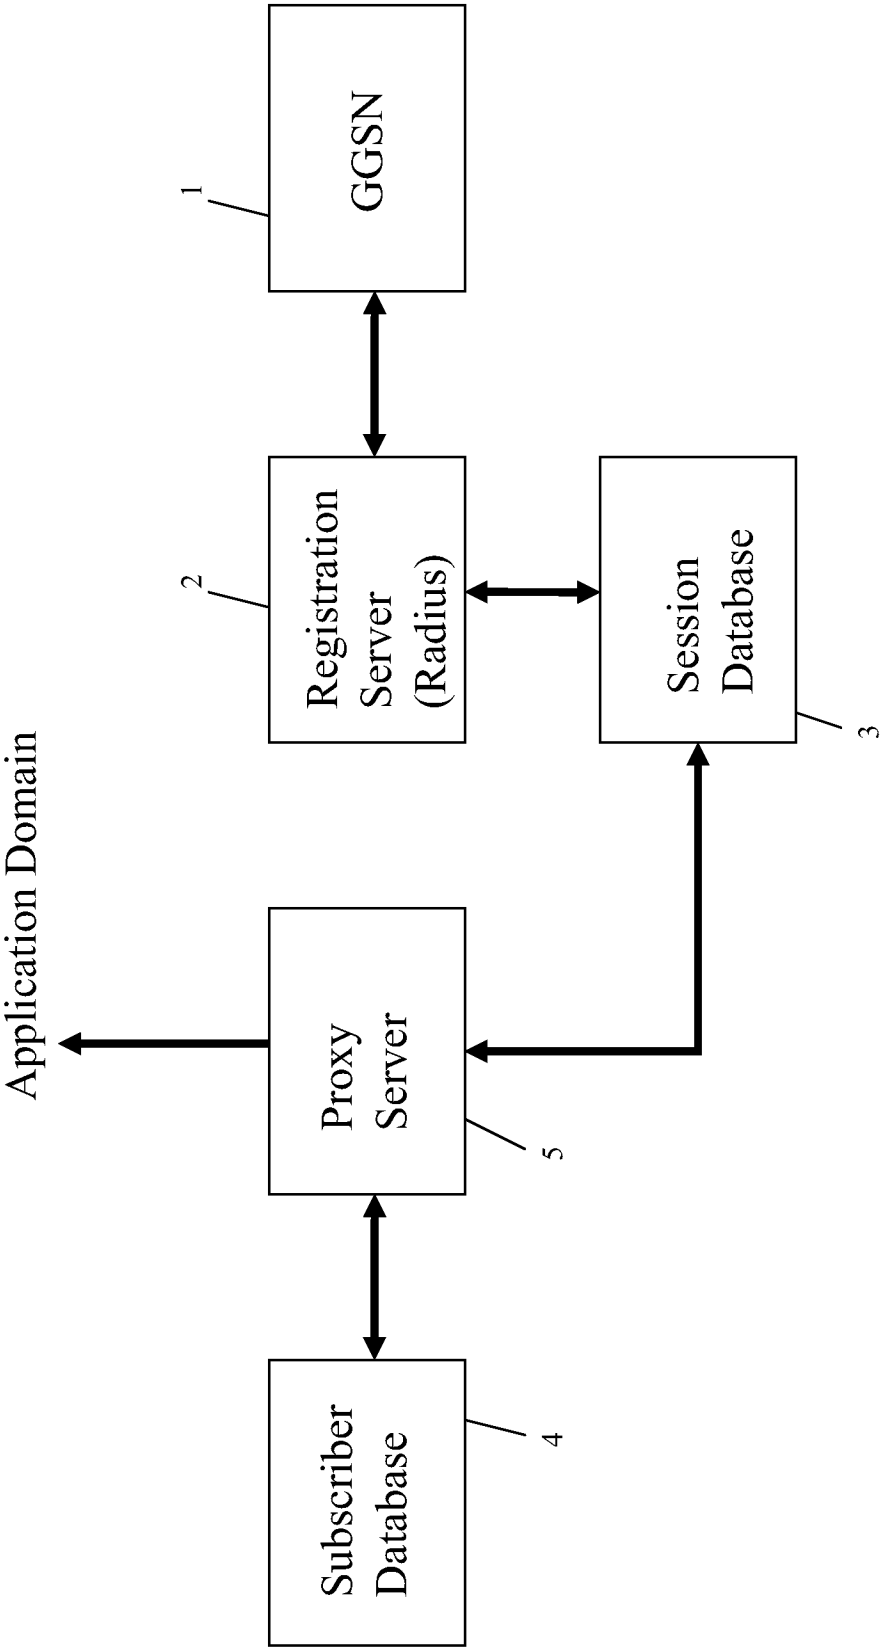 Application Domain
Subscriber
Database
4
Proxy
Server
5
Registration
Server
(Radius)
2
GGSN
1
Session
Database
3